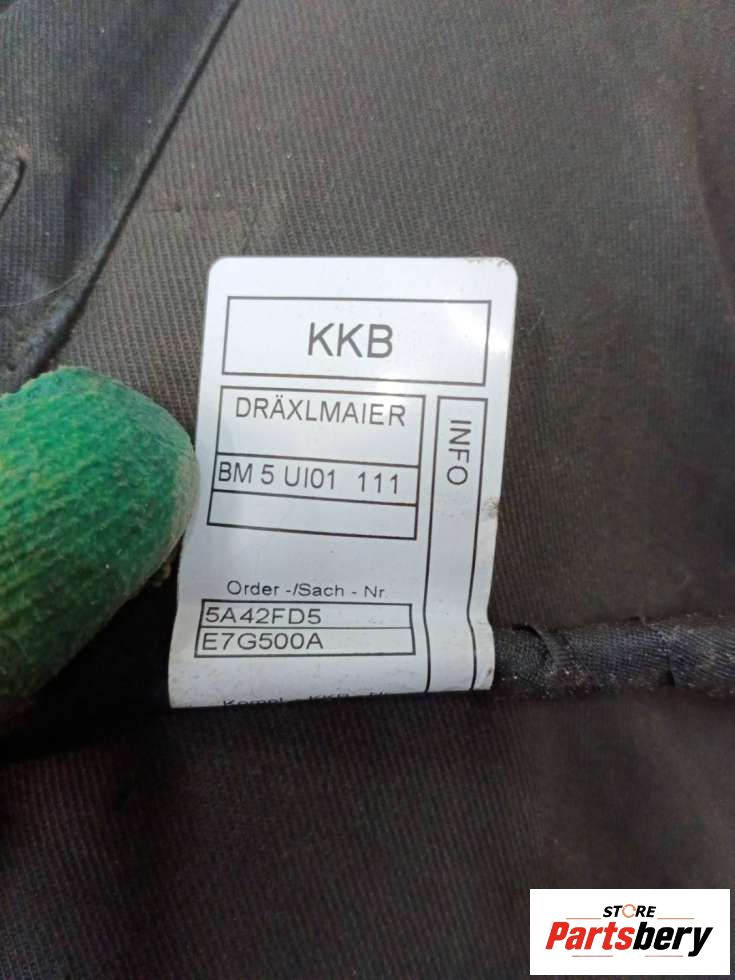 KKB
DRÄXLMAIER
INFO
BM 5 UI01 111
Order -/Sach - Nr.
5A42FD5
E7G500A
STORE
Partsbery